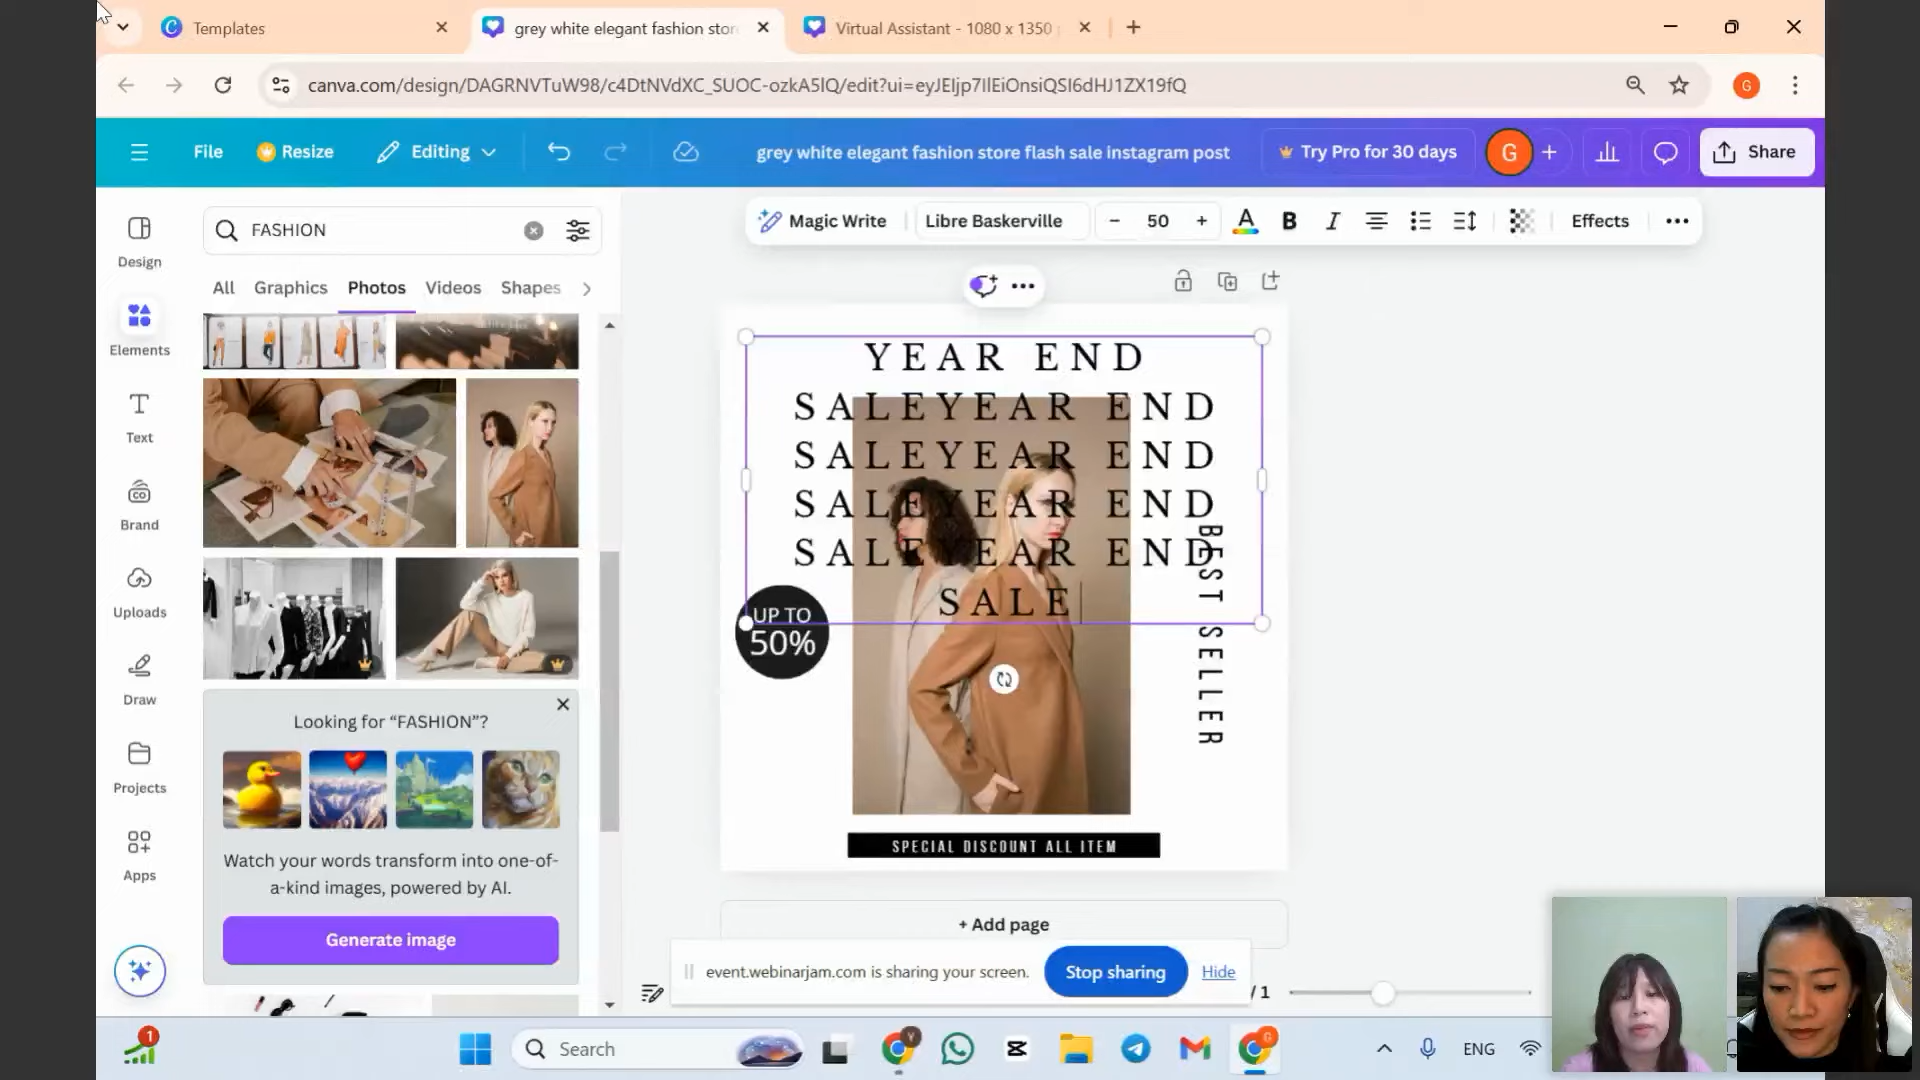 Templates
grey white elegant fashion stor
Virtual Assistant - 1080 x 1350
canva.com/design/DAGRNVTuW98/c4DtNVdXC_SUOC-ozkA5lQ/edit?ui=eyJEIjp7IlEiOnsiQSI6dHJ1ZX19fQ
G
File
Resize
Editing
grey white elegant fashion store flash sale instagram post
Try Pro for 30 days
G
Share
FASHION
Magic Write
Libre Baskerville
50
A
B
I
Effects
Design
Elements
Text
Brand
Uploads
Draw
Projects
Apps
All
Graphics
Photos
Videos
Shapes
Looking for “FASHION”?
Watch your words transform into one-of-
a-kind images, powered by AI.
Generate image
YEAR END
SALEYEAR END
SALEYEAR END
SALEYEAR END
SALEYEAR END
SALE
UP TO
50%
BEST SELLER
SPECIAL DISCOUNT ALL ITEM
+ Add page
event.webinarjam.com is sharing your screen.
Stop sharing
Hide
/ 1
1
Search
Y
G
ENG